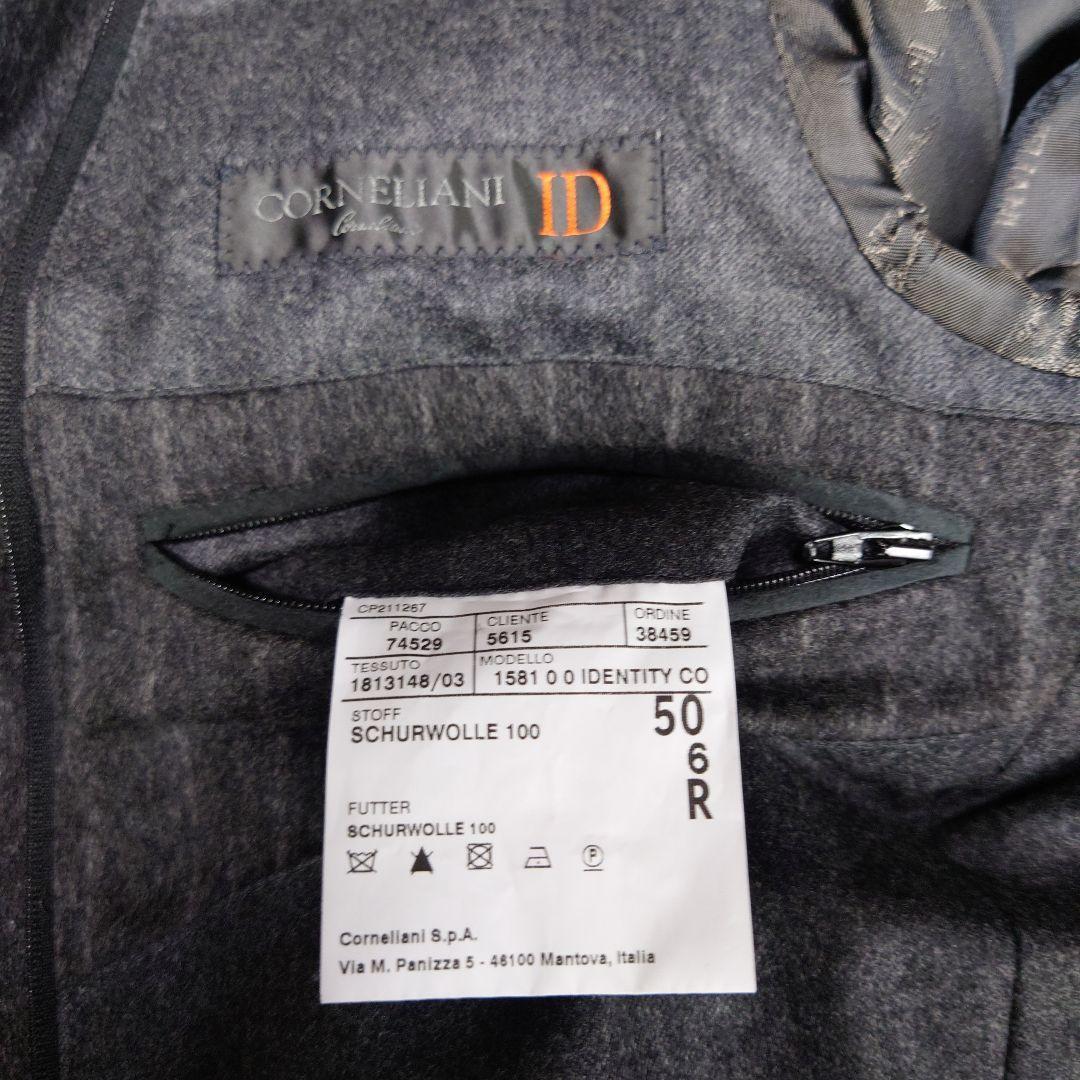 CORNELIANI ID
CP211267
PACCO CLIENTE ORDINE
74529 5615 38459
TESSUTO MODELLO
1813148/03 1581 0 0 IDENTITY CO
STOFF 50
SCHURWOLLE 100
6
R
FUTTER
SCHURWOLLE 100
P
Corneliani S.p.A.
Via M. Panizza 5 - 46100 Mantova, Italia